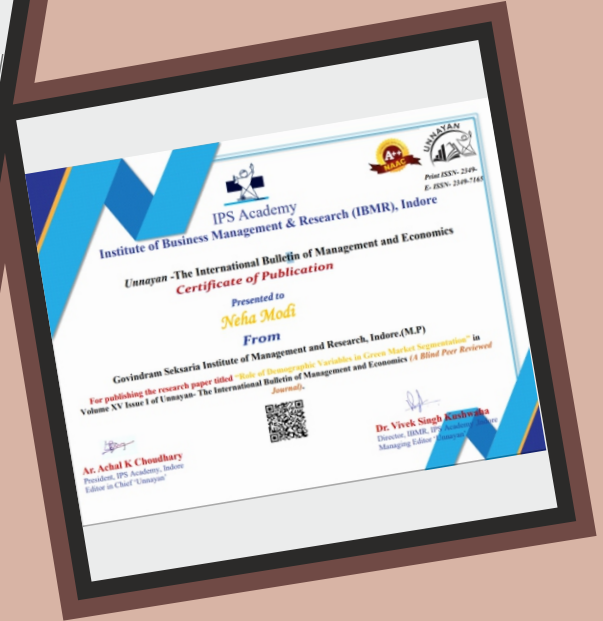 UNNAYAN
A++
NAAC
Print ISSN- 2349-
E- ISSN- 2349-7165
IPS Academy
Institute of Business Management & Research (IBMR), Indore
Unnayan -The International Bulletin of Management and Economics
Certificate of Publication
Presented to
Neha Modi
From
Govindram Seksaria Institute of Management and Research, Indore.(M.P)
For publishing the research paper titled "Role of Demographic Variables in Green Market Segmentation" in
Volume XV Issue I of Unnayan- The International Bulletin of Management and Economics (A Blind Peer Reviewed
Journal).
Ar. Achal K Choudhary
President, IPS Academy, Indore
Editor in Chief "Unnayan"
Dr. Vivek Singh Kushwaha
Director, IBMR, IPS Academy, Indore
Managing Editor "Unnayan"